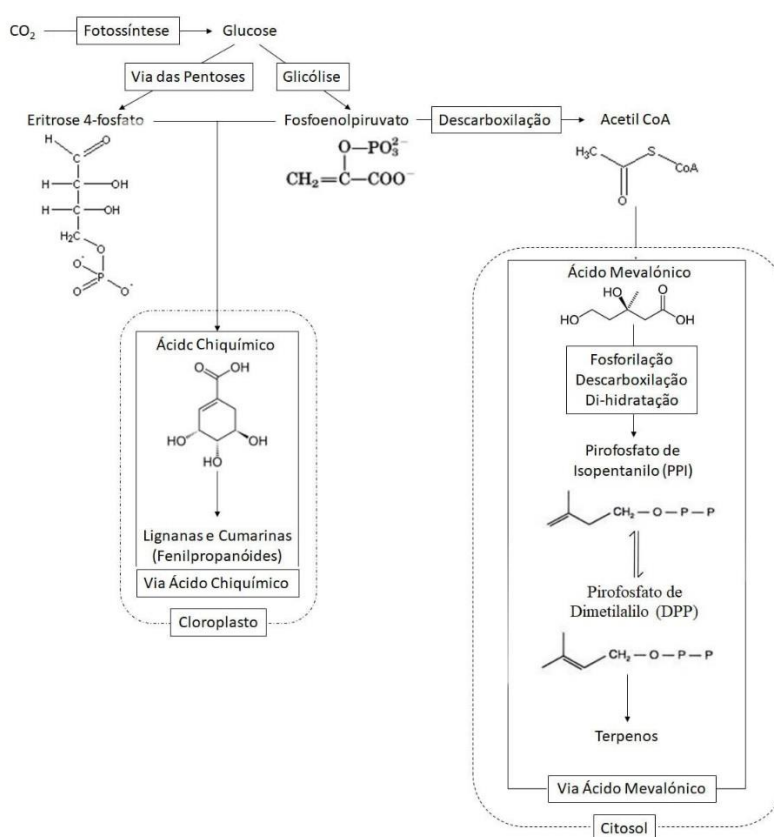 CO2 Fotossíntese Glucose
Via das Pentoses Glicólise
Eritrose 4-fosfato Fosfoenolpiruvato Descarboxilação Acetil CoA
H O
C
H—C—OH
H—C—OH
H2C
O
O- P O-
O
O—PO3 2-
CH2=C—COO-
H3C S
CoA
O
Ácido Mevalónico
HO O
HO OH
Fosforilação
Descarboxilação
Di-hidratação
Pirofosfato de
Isopentanilo (PPI)
CH2—O—P—P
Pirofosfato de
Dimetilalilo (DPP)
CH2—O—P—P
Terpenos
Via Ácido Mevalónico
Citosol
Ácidc Chiquímico
O OH
HO OH
HO
Lignanas e Cumarinas
(Fenilpropanóides)
Via Ácido Chiquímico
Cloroplasto